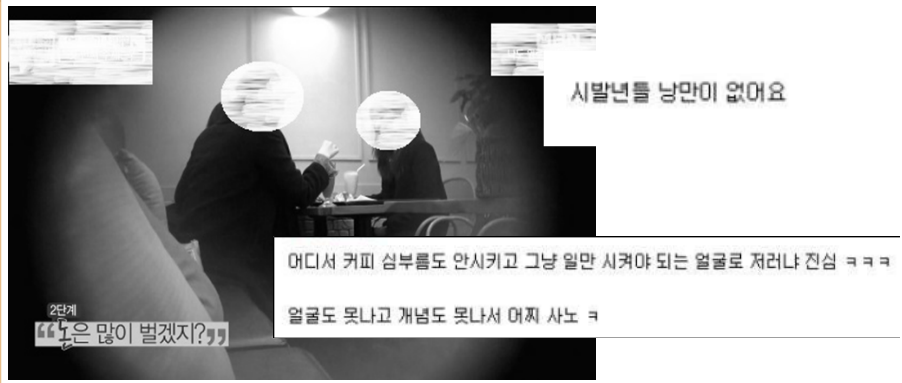 시발년들 낭만이 없어요
어디서 커피 심부름도 안시키고 그냥 일만 시켜야 되는 얼굴로 저러냐 진심 ㅋㅋㅋ
얼굴도 못나고 개념도 못나서 어찌 사노 ㅋ
2단계
“돈은 많이 벌겠지?”